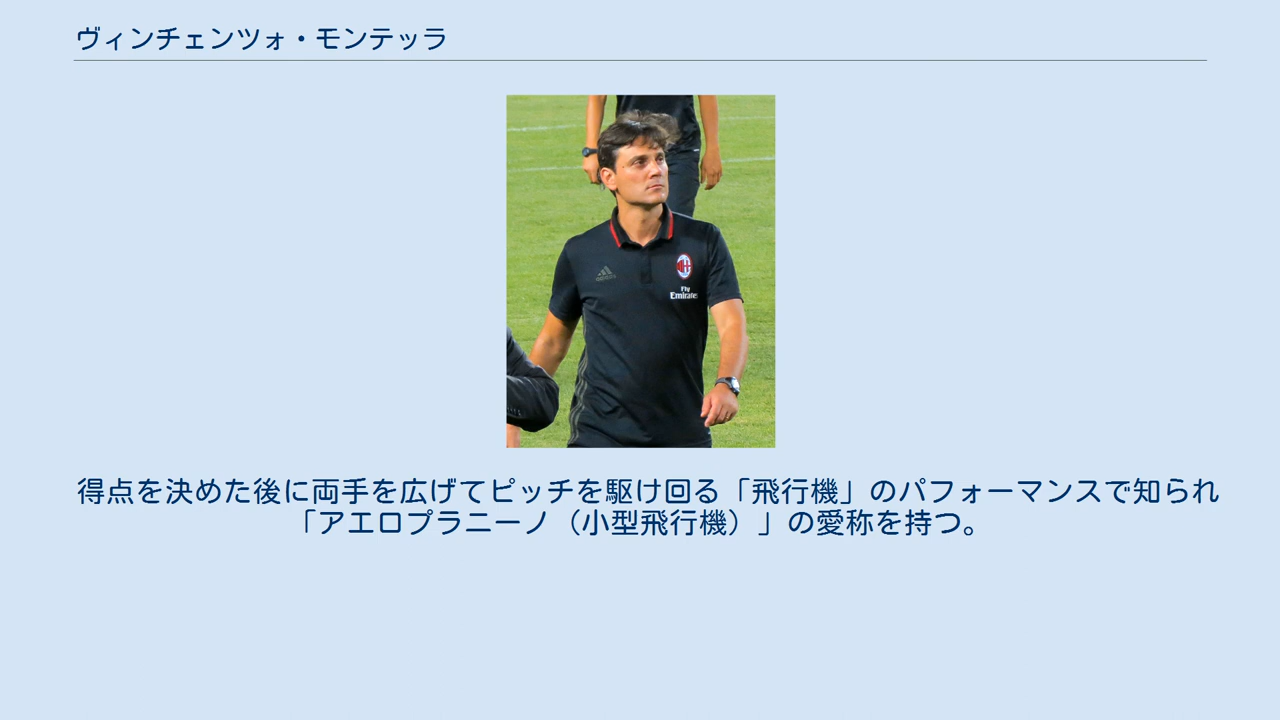 ヴィンチェンツォ・モンテッラ
adidas
Fly
Emirates
得点を決めた後に両手を広げてピッチを駆け回る「飛行機」のパフォーマンスで知られ
「アエロプラニーノ（小型飛行機）」の愛称を持つ。